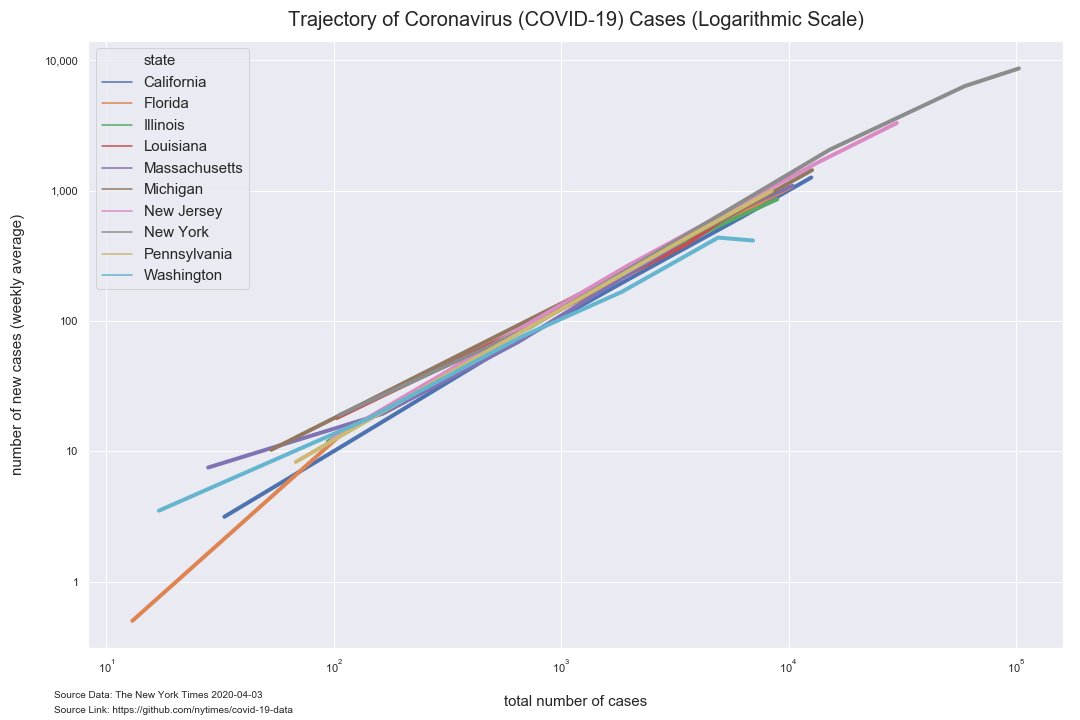 Trajectory of Coronavirus (COVID-19) Cases (Logarithmic Scale)
state
California
Florida
Illinois
Louisiana
Massachusetts
Michigan
New Jersey
New York
Pennsylvania
Washington
number of new cases (weekly average)
10,000
1,000
100
10
1
10¹ 10² 10³ 10⁴ 10⁵
total number of cases
Source Data: The New York Times 2020-04-03
Source Link: https://github.com/nytimes/covid-19-data